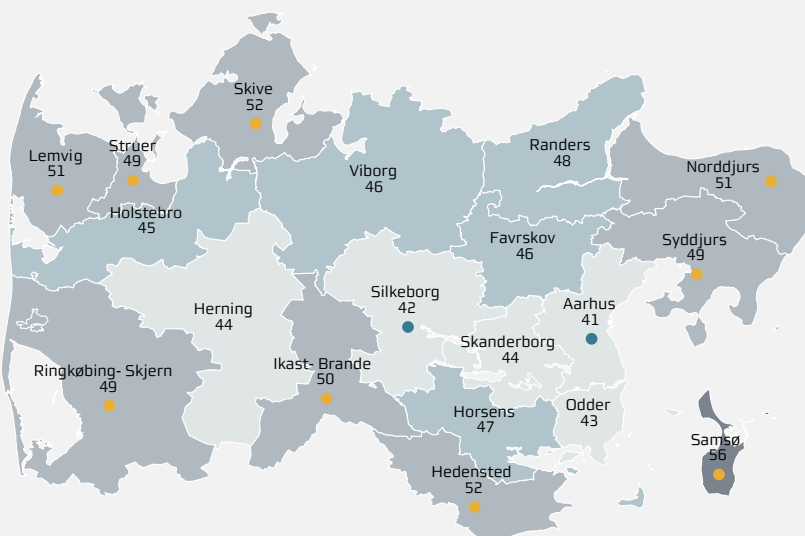 Skive
52
Struer
49
Lemvig
51
Randers
48
Viborg
46
Norddjurs
51
Holstebro
45
Favrskov
46
Syddjurs
49
Silkeborg
42
Herning
44
Aarhus
41
Skanderborg
44
Ringkøbing- Skjern
49
Ikast- Brande
50
Horsens
47
Odder
43
Samsø
56
Hedensted
52